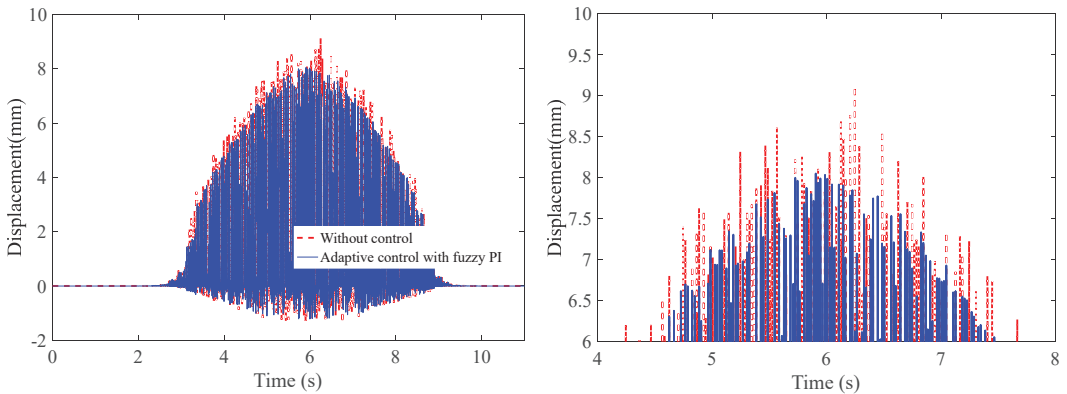 10
8
6
4
2
0
-2
Displacement(mm)
Without control
Adaptive control with fuzzy PI
0 2 4 6 8 10
Time (s)
10
9.5
9
8.5
8
7.5
7
6.5
6
Displacement(mm)
4 5 6 7 8
Time (s)